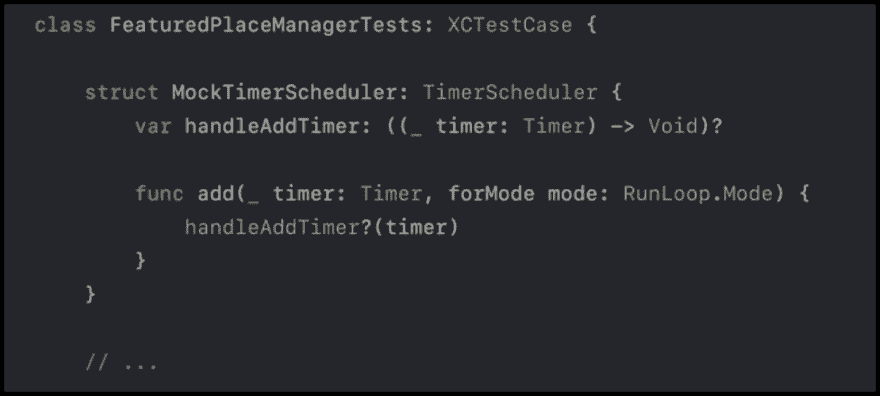 class FeaturedPlaceManagerTests: XCTestCase {
struct MockTimerScheduler: TimerScheduler {
var handleAddTimer: ((_ timer: Timer) -> Void)?
func add(_ timer: Timer, forMode mode: RunLoop.Mode) {
handleAddTimer?(timer)
}
}
// ...